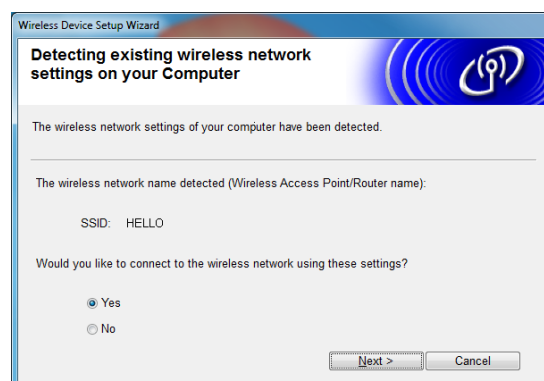 Wireless Device Setup Wizard
Detecting existing wireless network
settings on your Computer
The wireless network settings of your computer have been detected.
The wireless network name detected (Wireless Access Point/Router name):
SSID: HELLO
Would you like to connect to the wireless network using these settings?
Yes
No
Next > Cancel